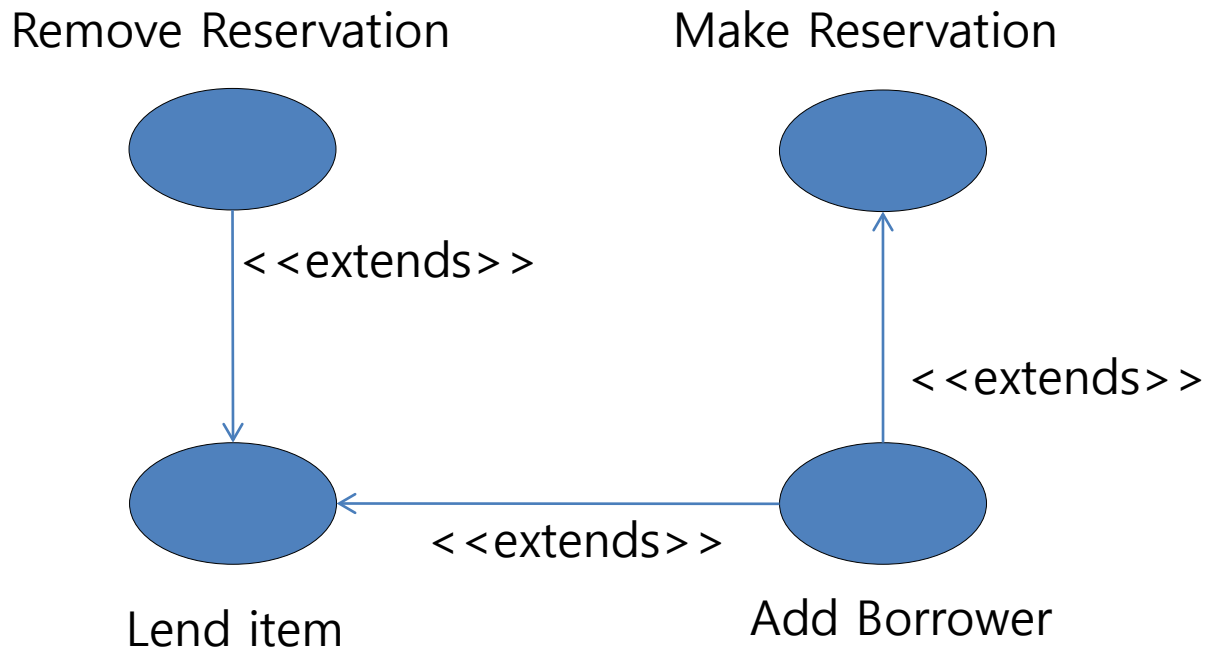 Remove Reservation
Make Reservation
<<extends>>
<<extends>>
<<extends>>
Lend item
Add Borrower